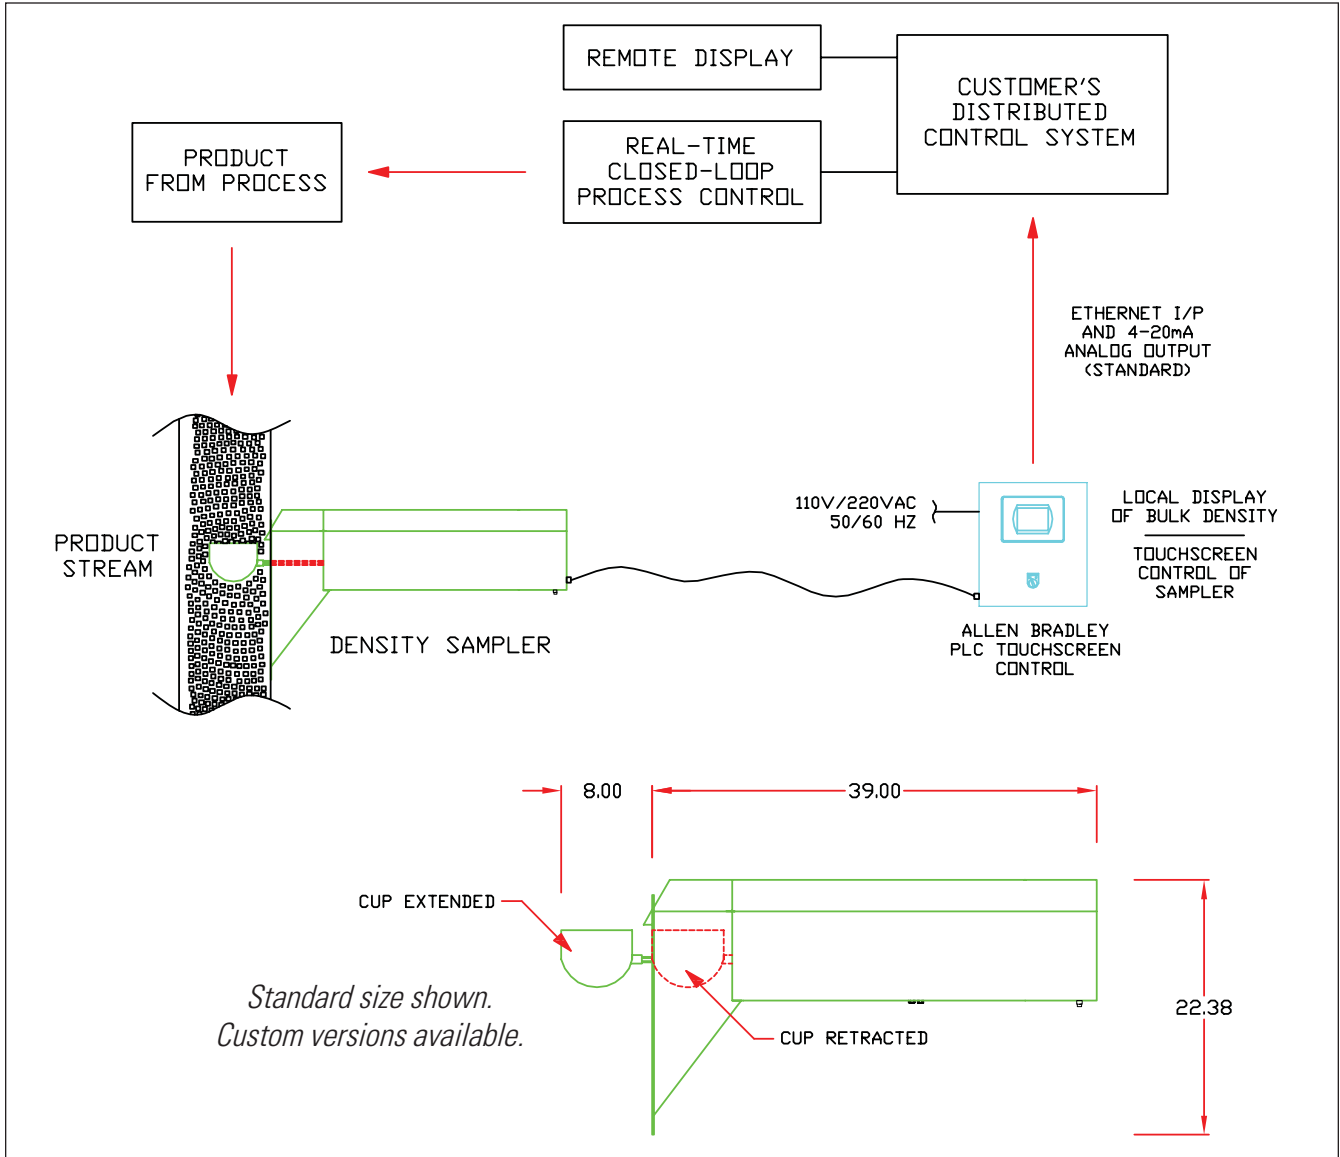 REMOTE DISPLAY
CUSTOMER'S
DISTRIBUTED
CONTROL SYSTEM
REAL-TIME
CLOSED-LOOP
PROCESS CONTROL
PRODUCT
FROM PROCESS
ETHERNET I/P
AND 4-20mA
ANALOG OUTPUT
(STANDARD)
110V/220VAC
50/60 HZ
LOCAL DISPLAY
OF BULK DENSITY
TOUCHSCREEN
CONTROL OF
SAMPLER
PRODUCT
STREAM
DENSITY SAMPLER
ALLEN BRADLEY
PLC TOUCHSCREEN
CONTROL
8.00
39.00
CUP EXTENDED
Standard size shown.
Custom versions available.
22.38
CUP RETRACTED